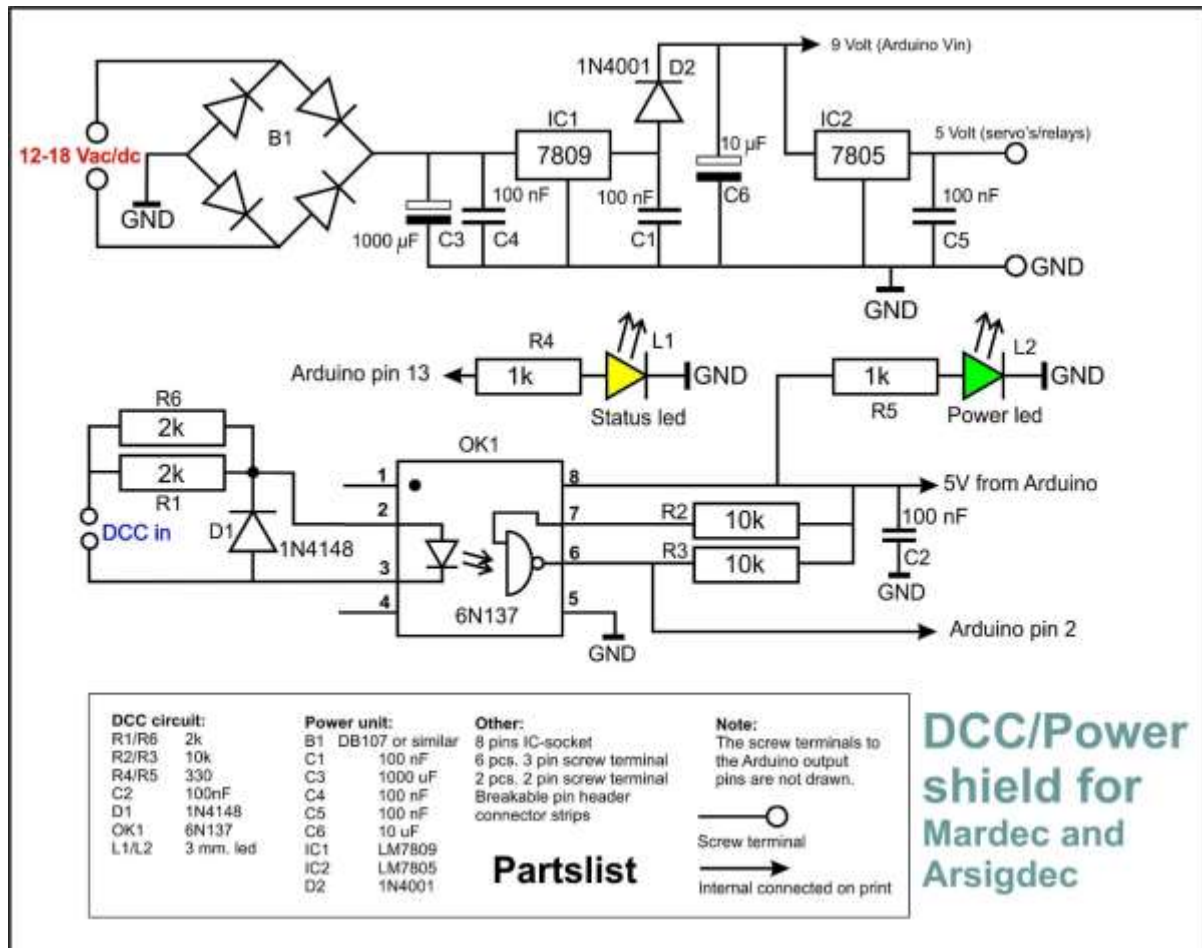 1N4001 D2
9 Volt (Arduino Vin)
B1
IC1
IC2
12-18 Vac/dc
7809
10 µF
7805
5 Volt (servo's/relays)
GND
100 nF
100 nF
C6
100 nF
1000 µF C3 C4
C1
C5
GND
GND
R4
L1
L2
Arduino pin 13
1k
GND
1k
GND
Status led
R5
Power led
R6
2k
OK1
2k
1
8
5V from Arduino
R1
2
7
R2
10k
100 nF
DCC in
D1
1N4148
6
R3
10k
C2
3
GND
4
6N137
5
Arduino pin 2
GND
DCC circuit:
R1/R6 2k
R2/R3 10k
R4/R5 330
C2 100nF
D1 1N4148
OK1 6N137
L1/L2 3 mm. led
Power unit:
B1 DB107 or similar
C1 100 nF
C3 1000 uF
C4 100 nF
C5 100 nF
C6 10 uF
IC1 LM7809
IC2 LM7805
D2 1N4001
Other:
8 pins IC-socket
6 pcs. 3 pin screw terminal
2 pcs. 2 pin screw terminal
Breakable pin header
connector strips
Partslist
Note:
The screw terminals to
the Arduino output
pins are not drawn.
Screw terminal
Internal connected on print
DCC/Power
shield for
Mardec and
Arsigdec